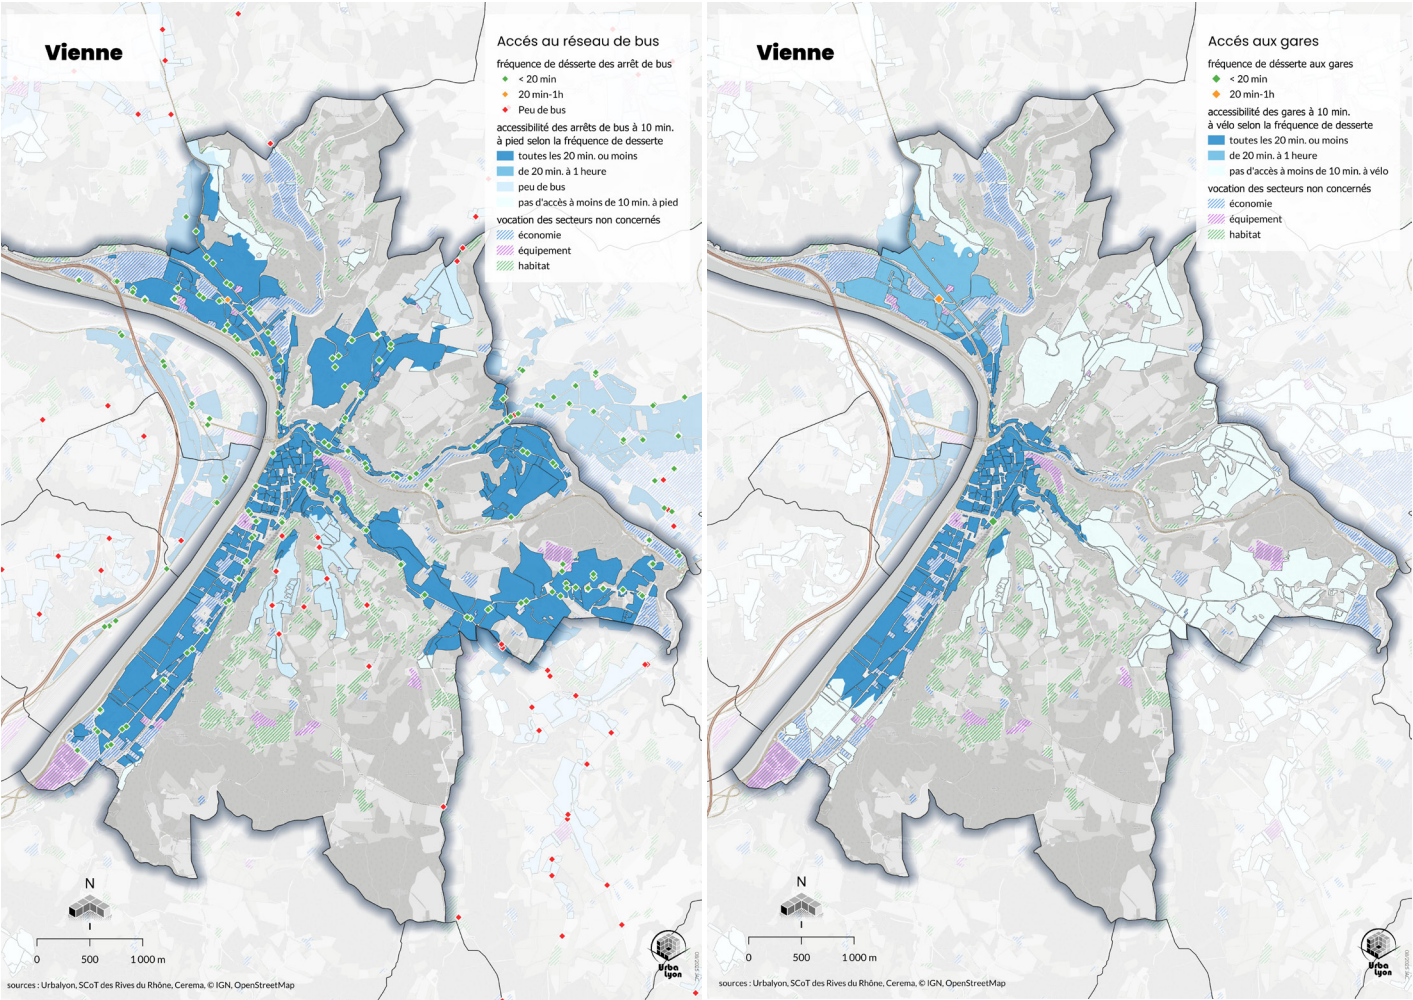 Vienne
Accés au réseau de bus
fréquence de désserte des arrêt de bus
< 20 min
20 min-1h
Peu de bus
accessibilité des arrêts de bus à 10 min.
à pied selon la fréquence de desserte
toutes les 20 min. ou moins
de 20 min. à 1 heure
peu de bus
pas d'accès à moins de 10 min. à pied
vocation des secteurs non concernés
économie
équipement
habitat
N
0 500 1 000 m
sources : Urbalyon, SCoT des Rives du Rhône, Cerema, © IGN, OpenStreetMap
Urba
Lyon
Vienne
Accés aux gares
fréquence de désserte aux gares
< 20 min
20 min-1h
accessibilité des gares à 10 min.
à vélo selon la fréquence de desserte
toutes les 20 min. ou moins
de 20 min. à 1 heure
pas d'accès à moins de 10 min. à vélo
vocation des secteurs non concernés
économie
équipement
habitat
N
0 500 1 000 m
sources : Urbalyon, SCoT des Rives du Rhône, Cerema, © IGN, OpenStreetMap
Urba
Lyon